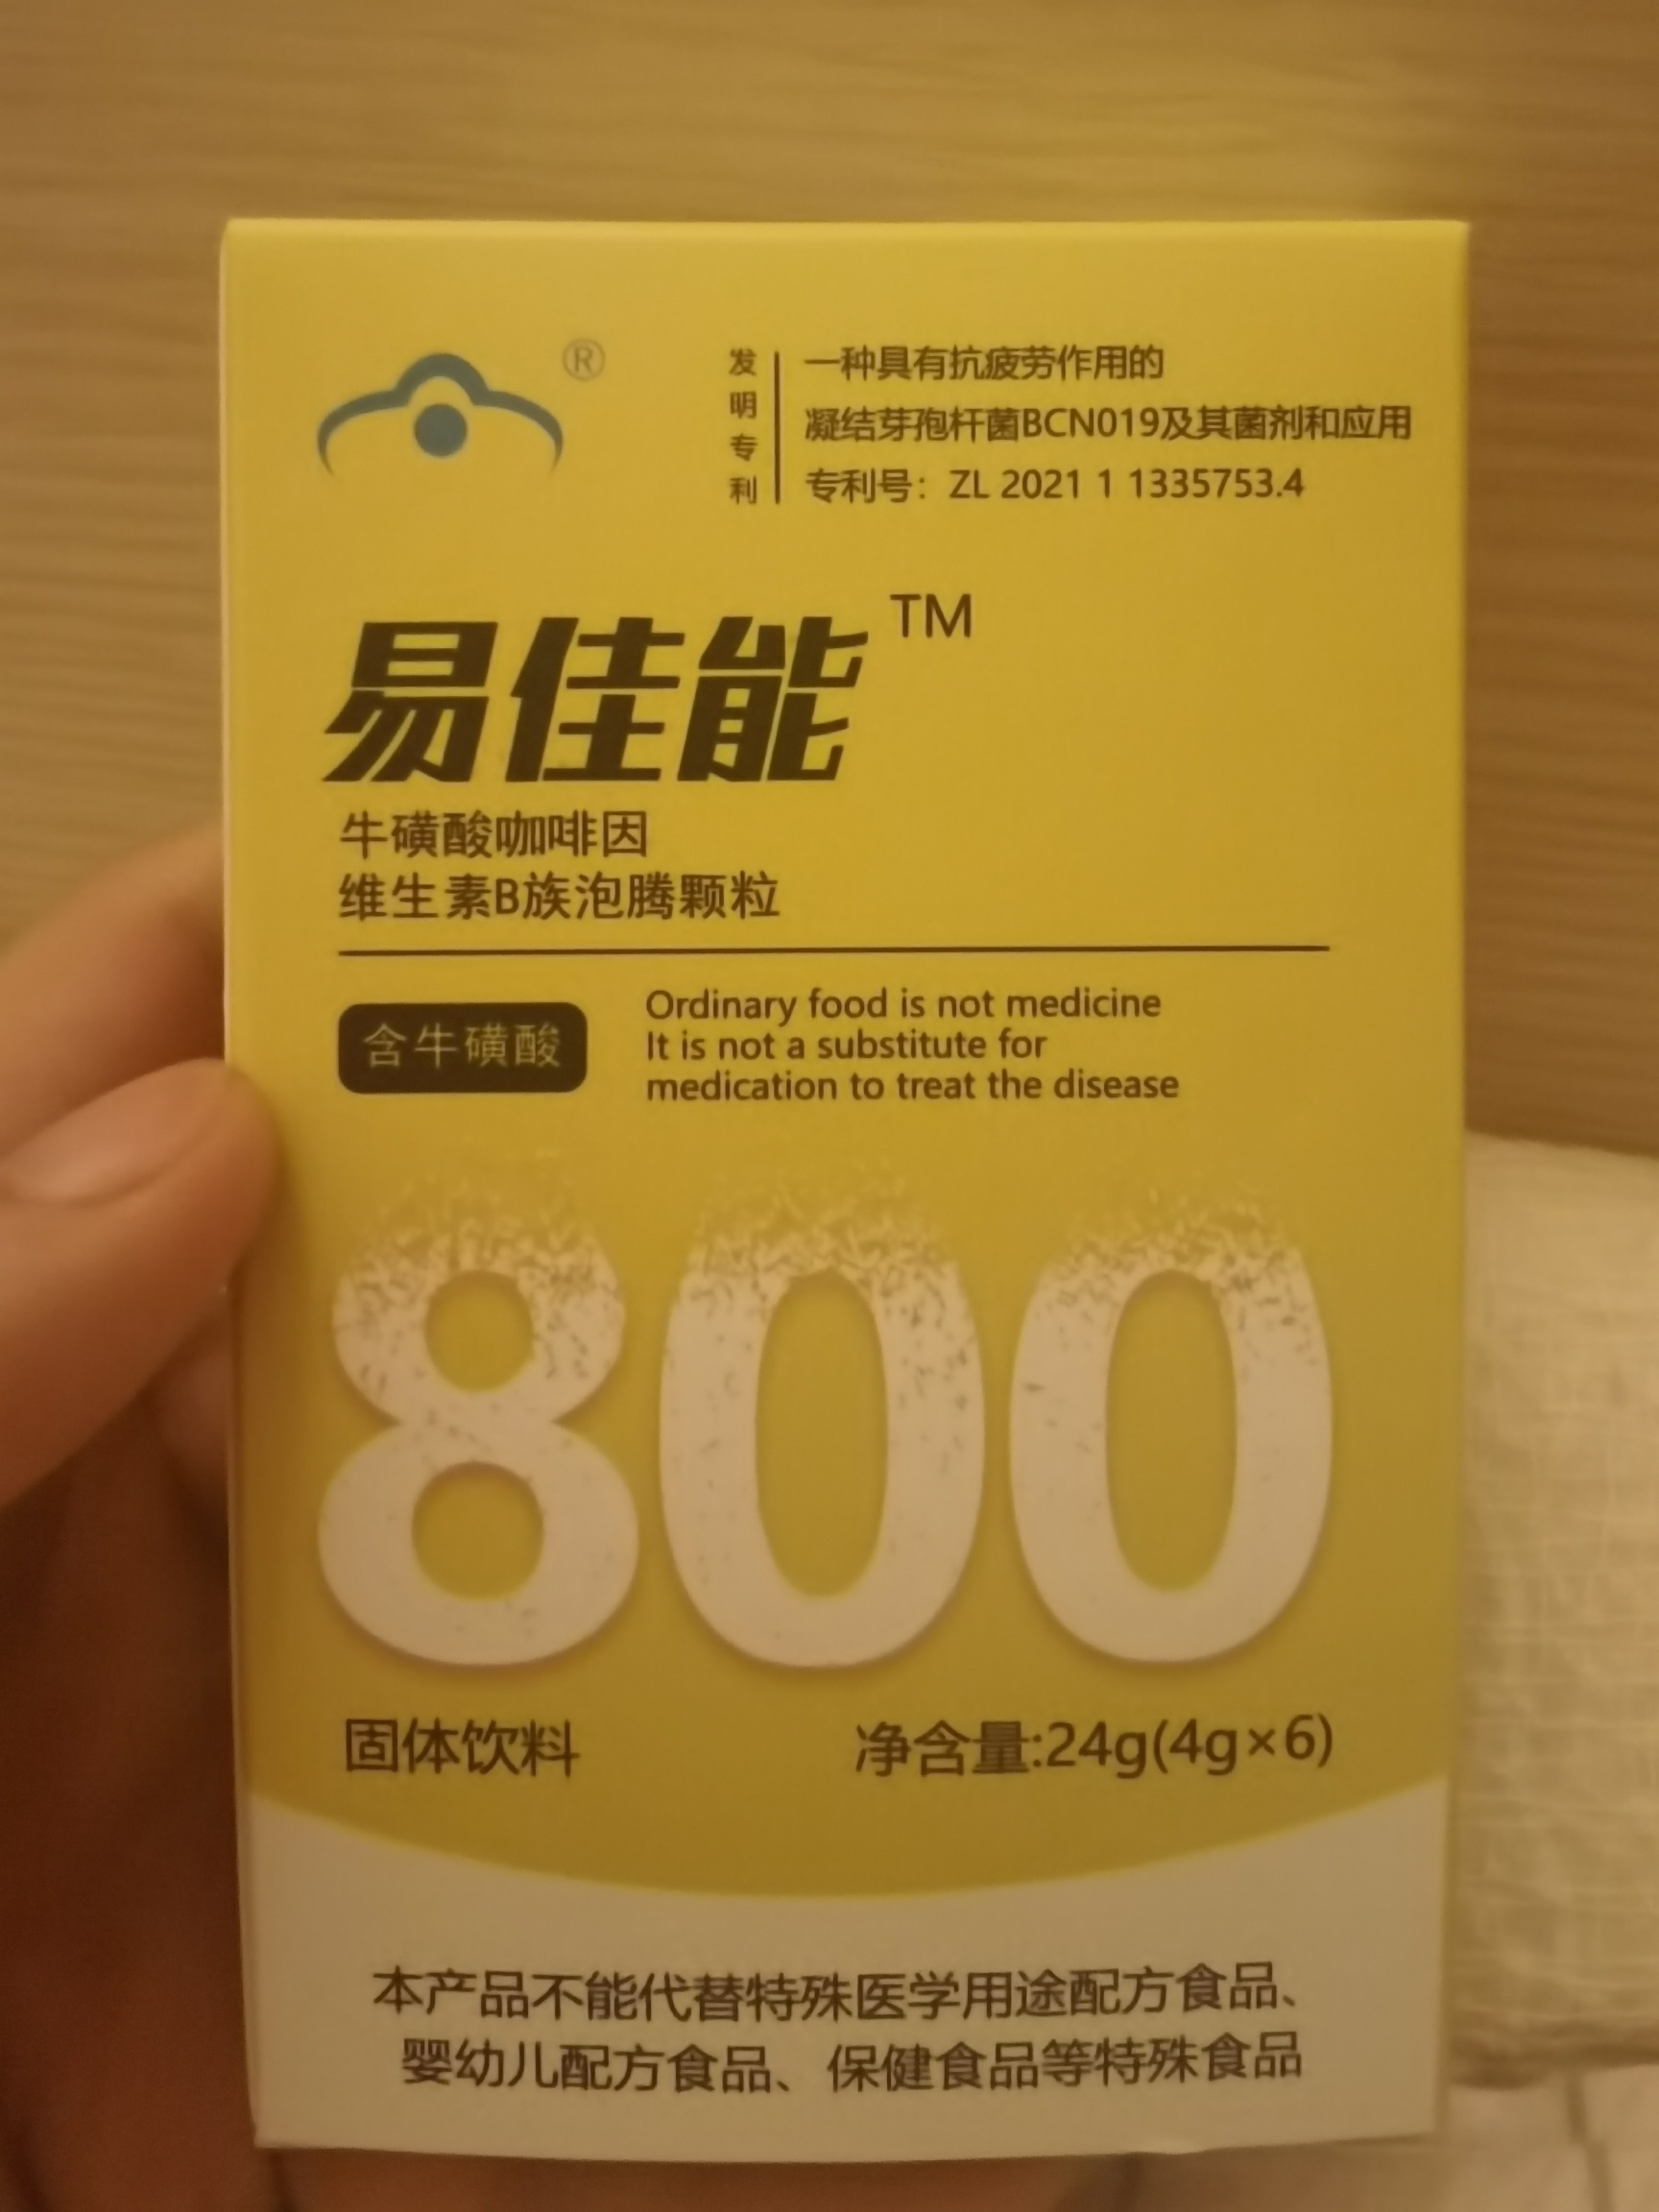 ®
发明专利
一种具有抗疲劳作用的
凝结芽孢杆菌BCN019及其菌剂和应用
专利号：ZL 2021 1 1335753.4
易佳能™
牛磺酸咖啡因
维生素B族泡腾颗粒
含牛磺酸
Ordinary food is not medicine
It is not a substitute for
medication to treat the disease
800
固体饮料
净含量:24g(4g×6)
本产品不能代替特殊医学用途配方食品、
婴幼儿配方食品、保健食品等特殊食品